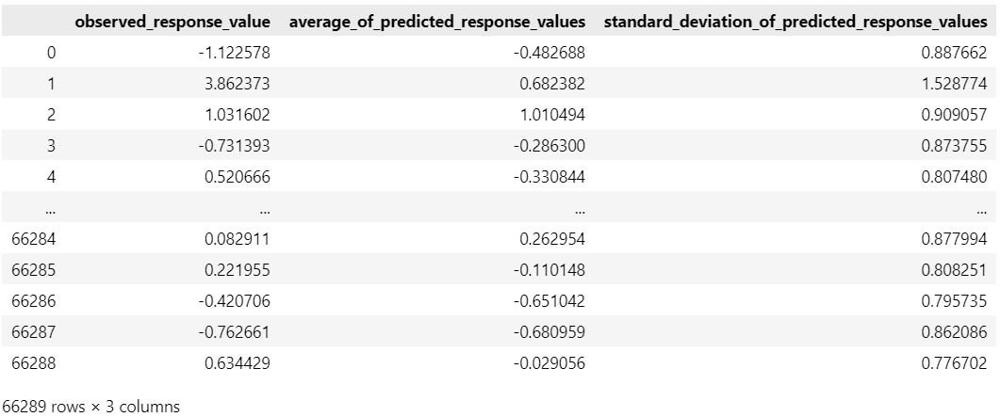 observed_response_value average_of_predicted_response_values standard_deviation_of_predicted_response_values
0 -1.122578 -0.482688 0.887662
1 3.862373 0.682382 1.528774
2 1.031602 1.010494 0.909057
3 -0.731393 -0.286300 0.873755
4 0.520666 -0.330844 0.807480
... ... ... ...
66284 0.082911 0.262954 0.877994
66285 0.221955 -0.110148 0.808251
66286 -0.420706 -0.651042 0.795735
66287 -0.762661 -0.680959 0.862086
66288 0.634429 -0.029056 0.776702
66289 rows × 3 columns